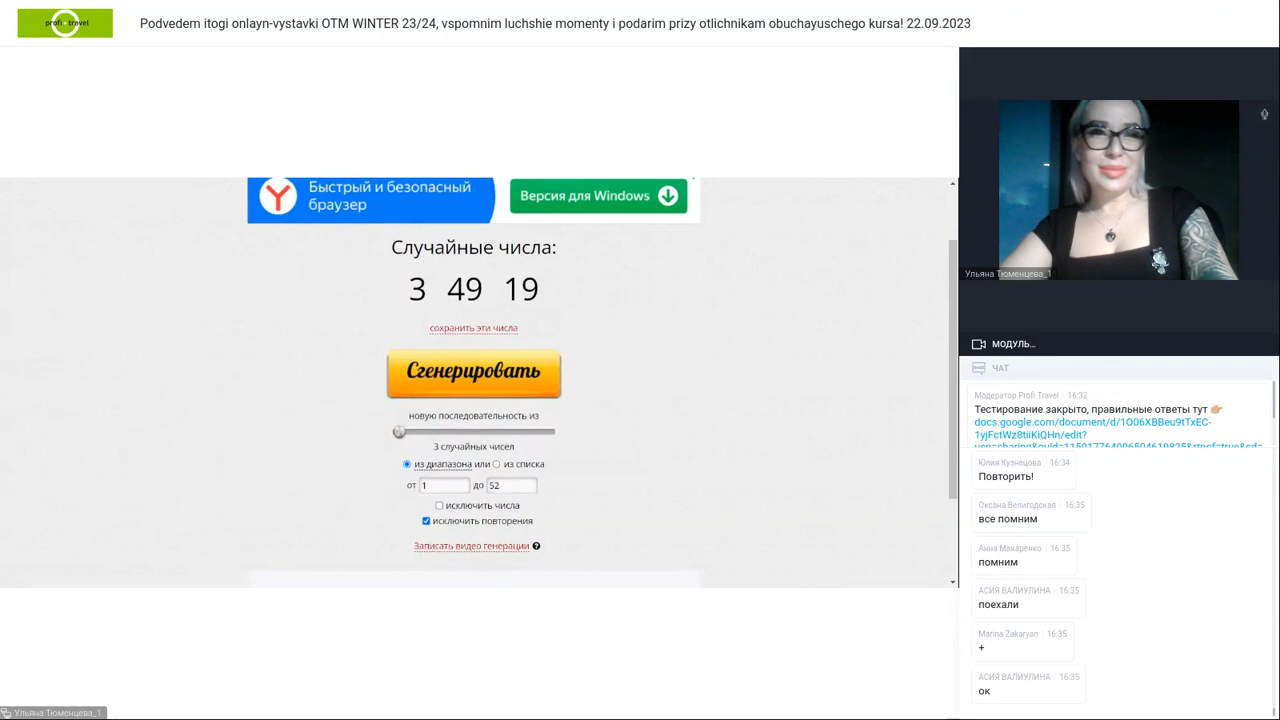 profi travel
Podvedem itogi onlayn-vystavki OTM WINTER 23/24, vspomnim luchshie momenty i podarim prizy otlichnikam obuchayuschego kursa! 22.09.2023
Быстрый и безопасный
браузер
Версия для Windows
Случайные числа:
3 49 19
сохранить эти числа
Сгенерировать
новую последовательность из
3 случайных чисел
из диапазона или из списка
от 1 до 52
исключить числа
исключить повторения
Записать видео генерации
Ульяна Тюменцева_1
Ульяна Тюменцева_1
МОДУЛЬ...
ЧАТ
Модератор Profi.Travel 16:32
Тестирование закрыто, правильные ответы тут
docs.google.com/document/d/1O06XBBeu9tTxEC-
1yjFctWz8tiiKiQHn/edit?
Юлия Кузнецова 16:34
Повторить!
Оксана Велигодская 16:35
все помним
Анна Макаренко 16:35
помним
АСИЯ ВАЛИУЛИНА 16:35
поехали
Marina Zakaryan 16:35
+
АСИЯ ВАЛИУЛИНА 16:35
ок